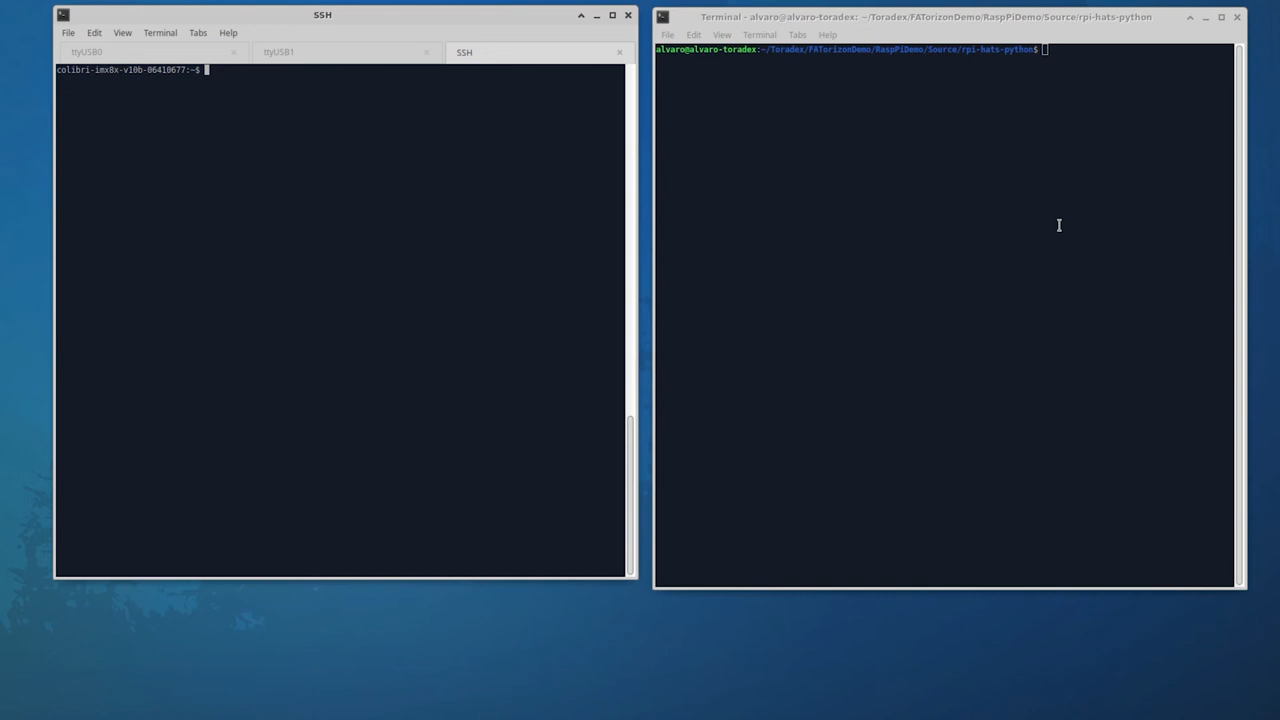 SSH
File Edit View Terminal Tabs Help
ttyUSB0 ttyUSB1 SSH
colibri-imx8x-v10b-06410677:~$
Terminal - alvaro@alvaro-toradex: ~/Toradex/FATorizonDemo/RaspPiDemo/Source/rpi-hats-python
File Edit View Terminal Tabs Help
alvaro@alvaro-toradex:~/Toradex/FATorizonDemo/RaspPiDemo/Source/rpi-hats-python$